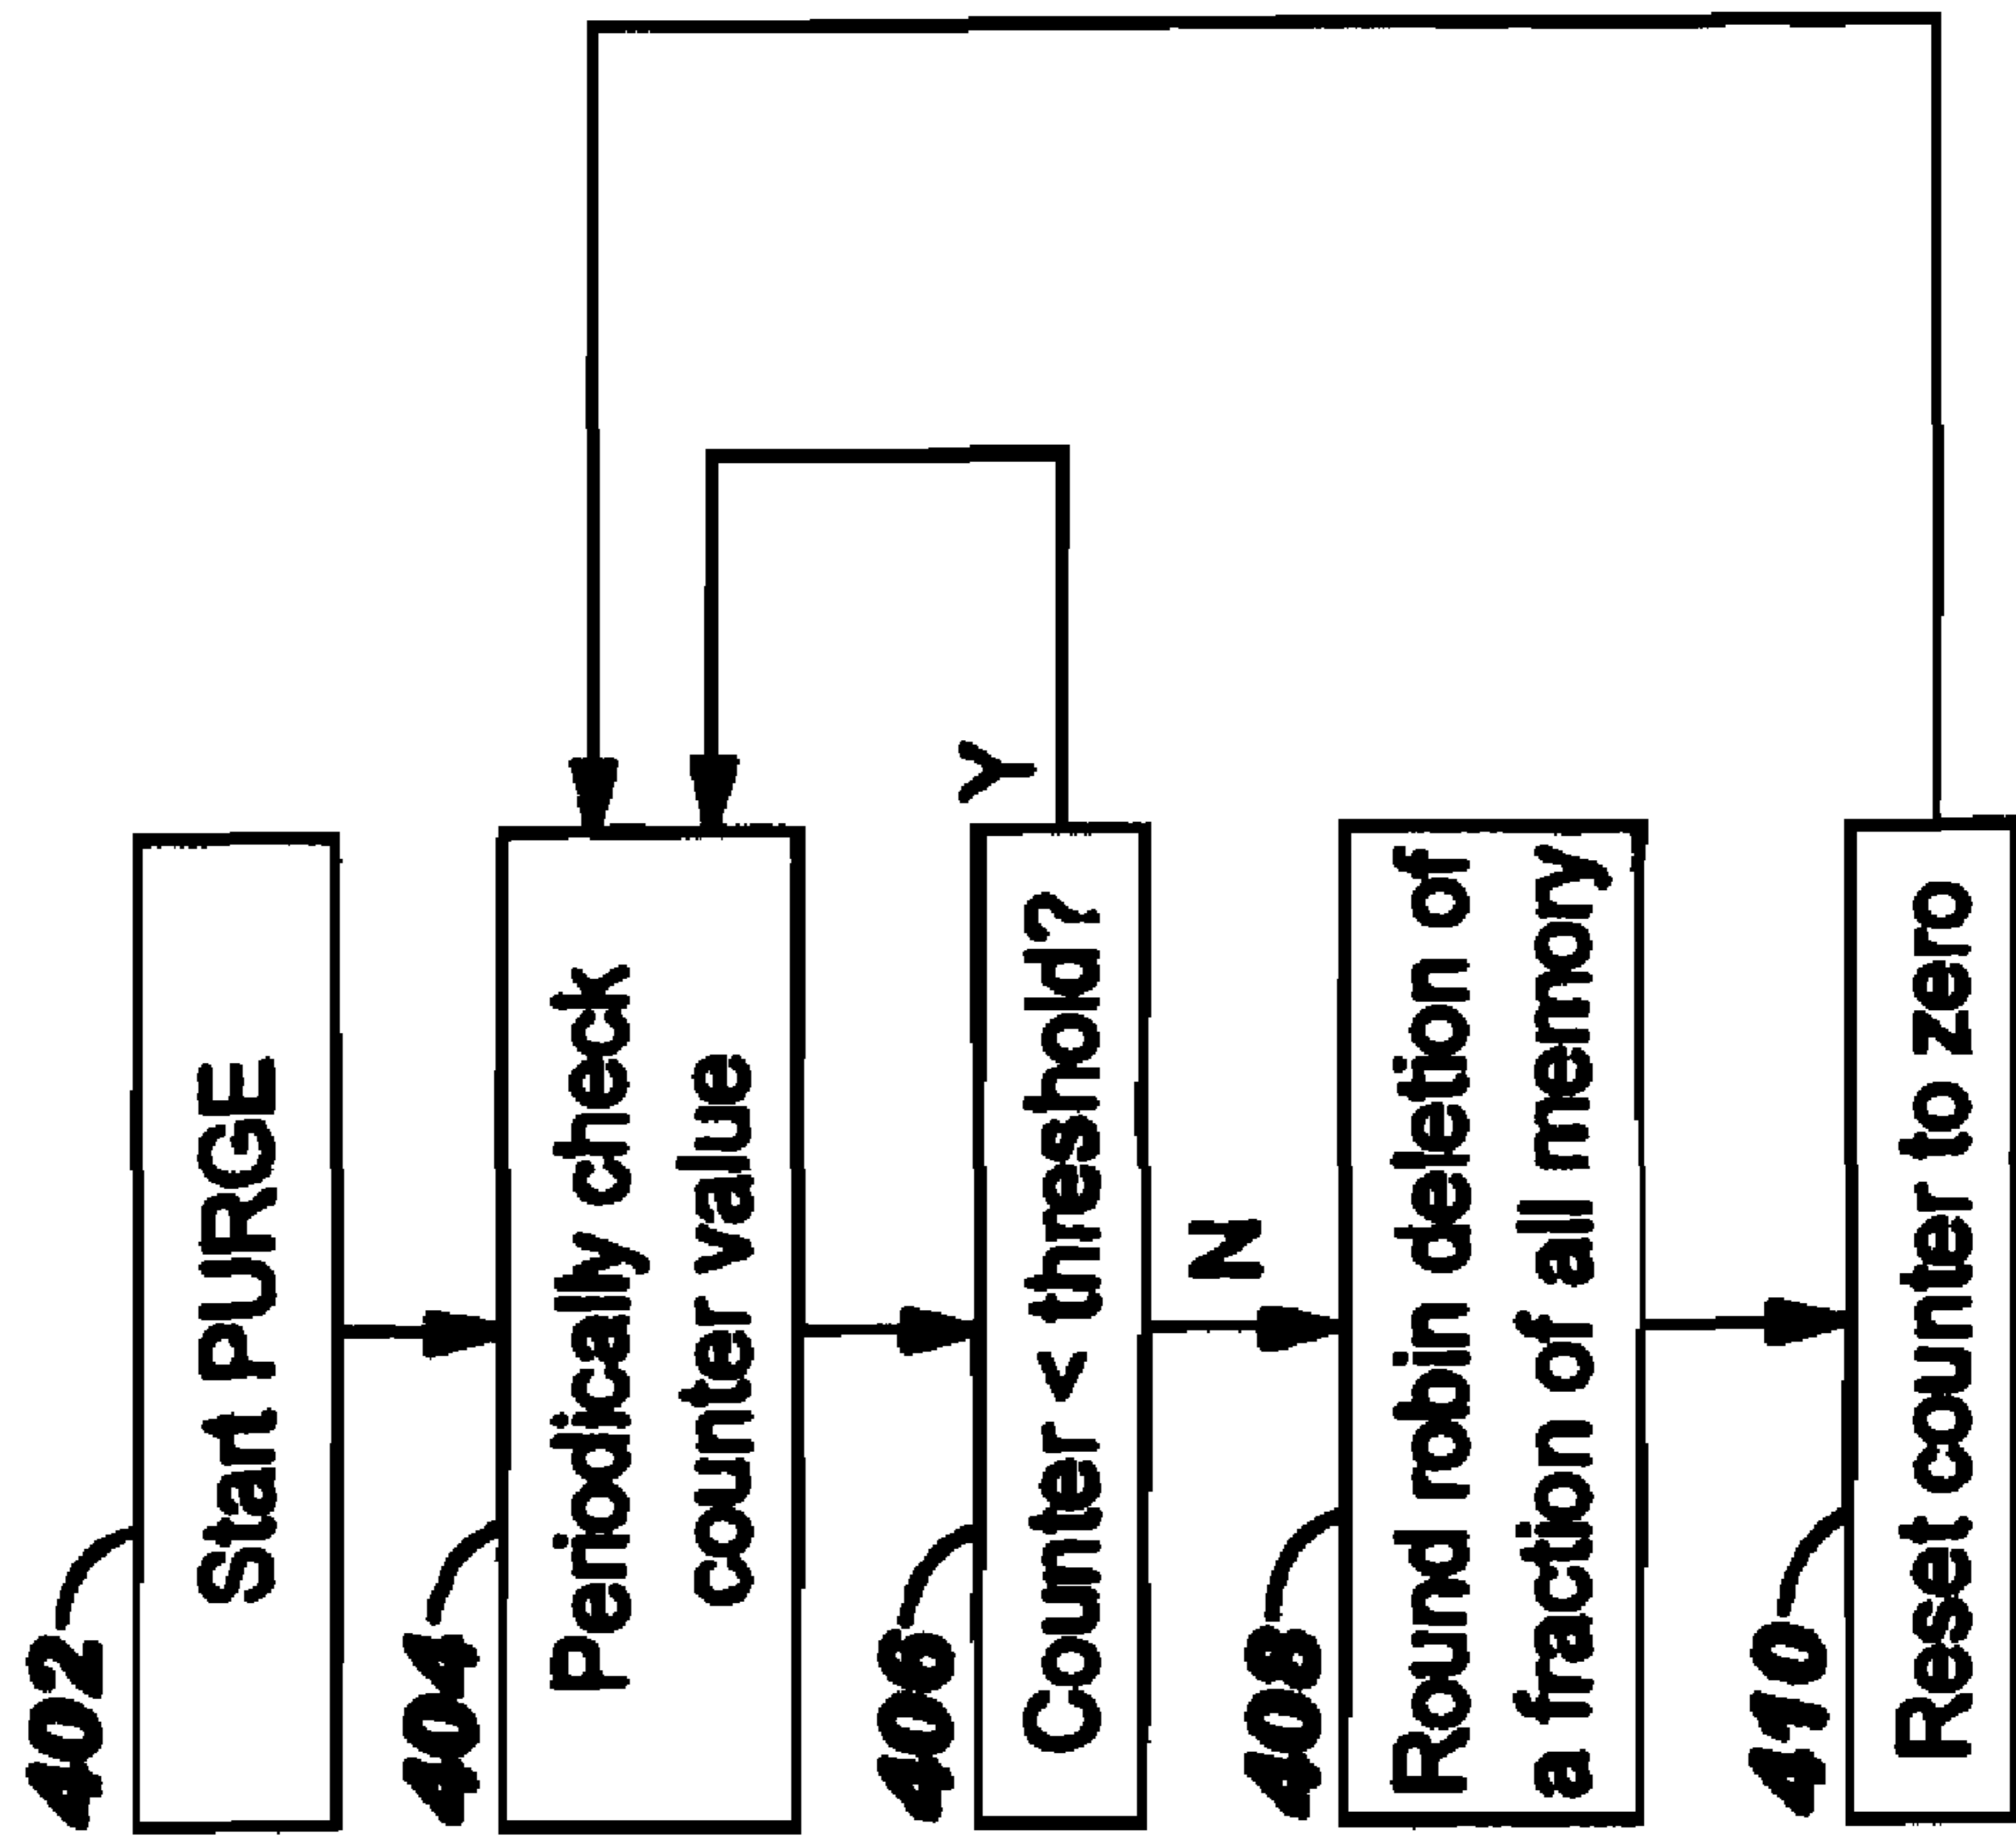 402
Start PURGE
404
Periodically check
counter value
406
Counter < threshold?
Y
N
408
Round robin deletion of
a fraction of all memory
410
Reset counter to zero